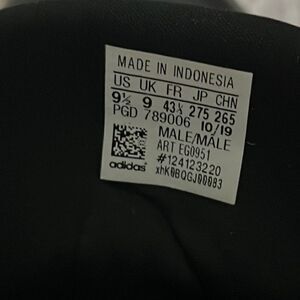 MADE IN INDONESIA
US UK FR JP CHN
9½ 9 43⅓ 275 265
PGD 789006 10/19
MALE/MALE
ART EG0951
#124123220
adidas xhK0BQGJ00083